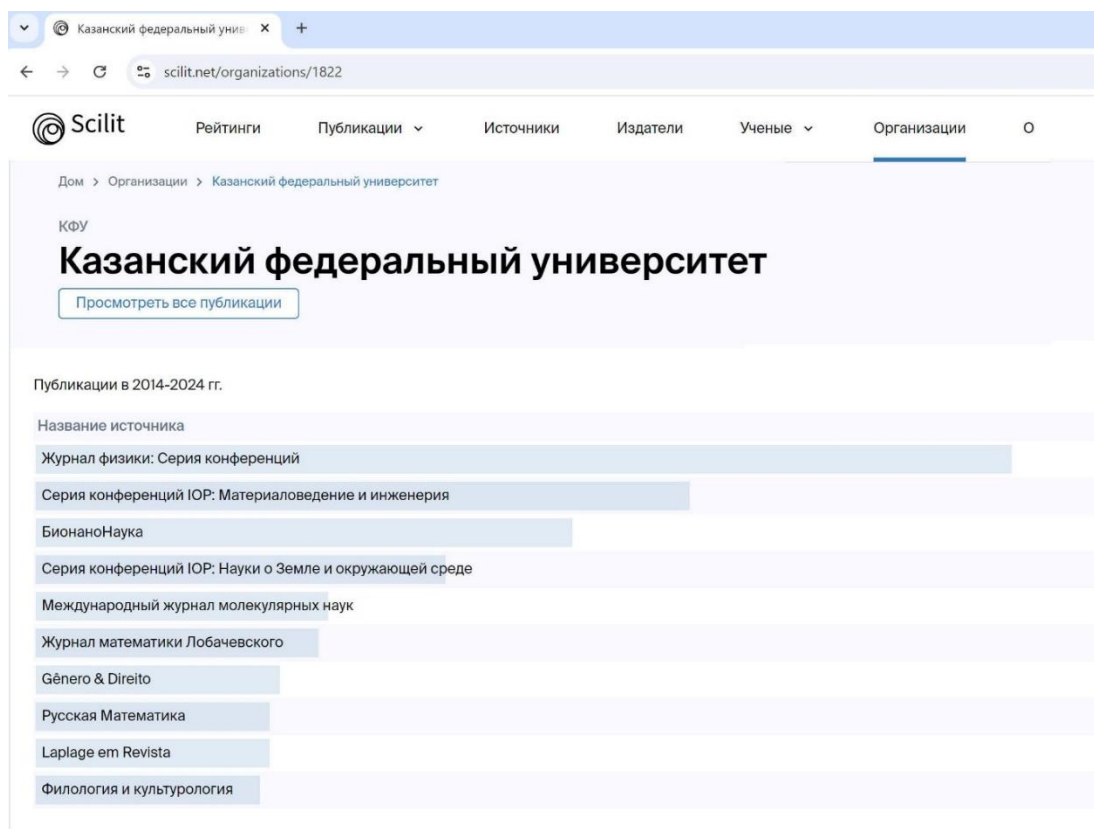 Казанский федеральный унив
scilit.net/organizations/1822
Scilit Рейтинги Публикации Источники Издатели Ученые Организации О
Дом > Организации > Казанский федеральный университет
КФУ
Казанский федеральный университет
Просмотреть все публикации
Публикации в 2014-2024 гг.
Название источника
Журнал физики: Серия конференций
Серия конференций IOP: Материаловедение и инженерия
БионаноНаука
Серия конференций IOP: Науки о Земле и окружающей среде
Международный журнал молекулярных наук
Журнал математики Лобачевского
Gênero & Direito
Русская Математика
Laplage em Revista
Филология и культурология